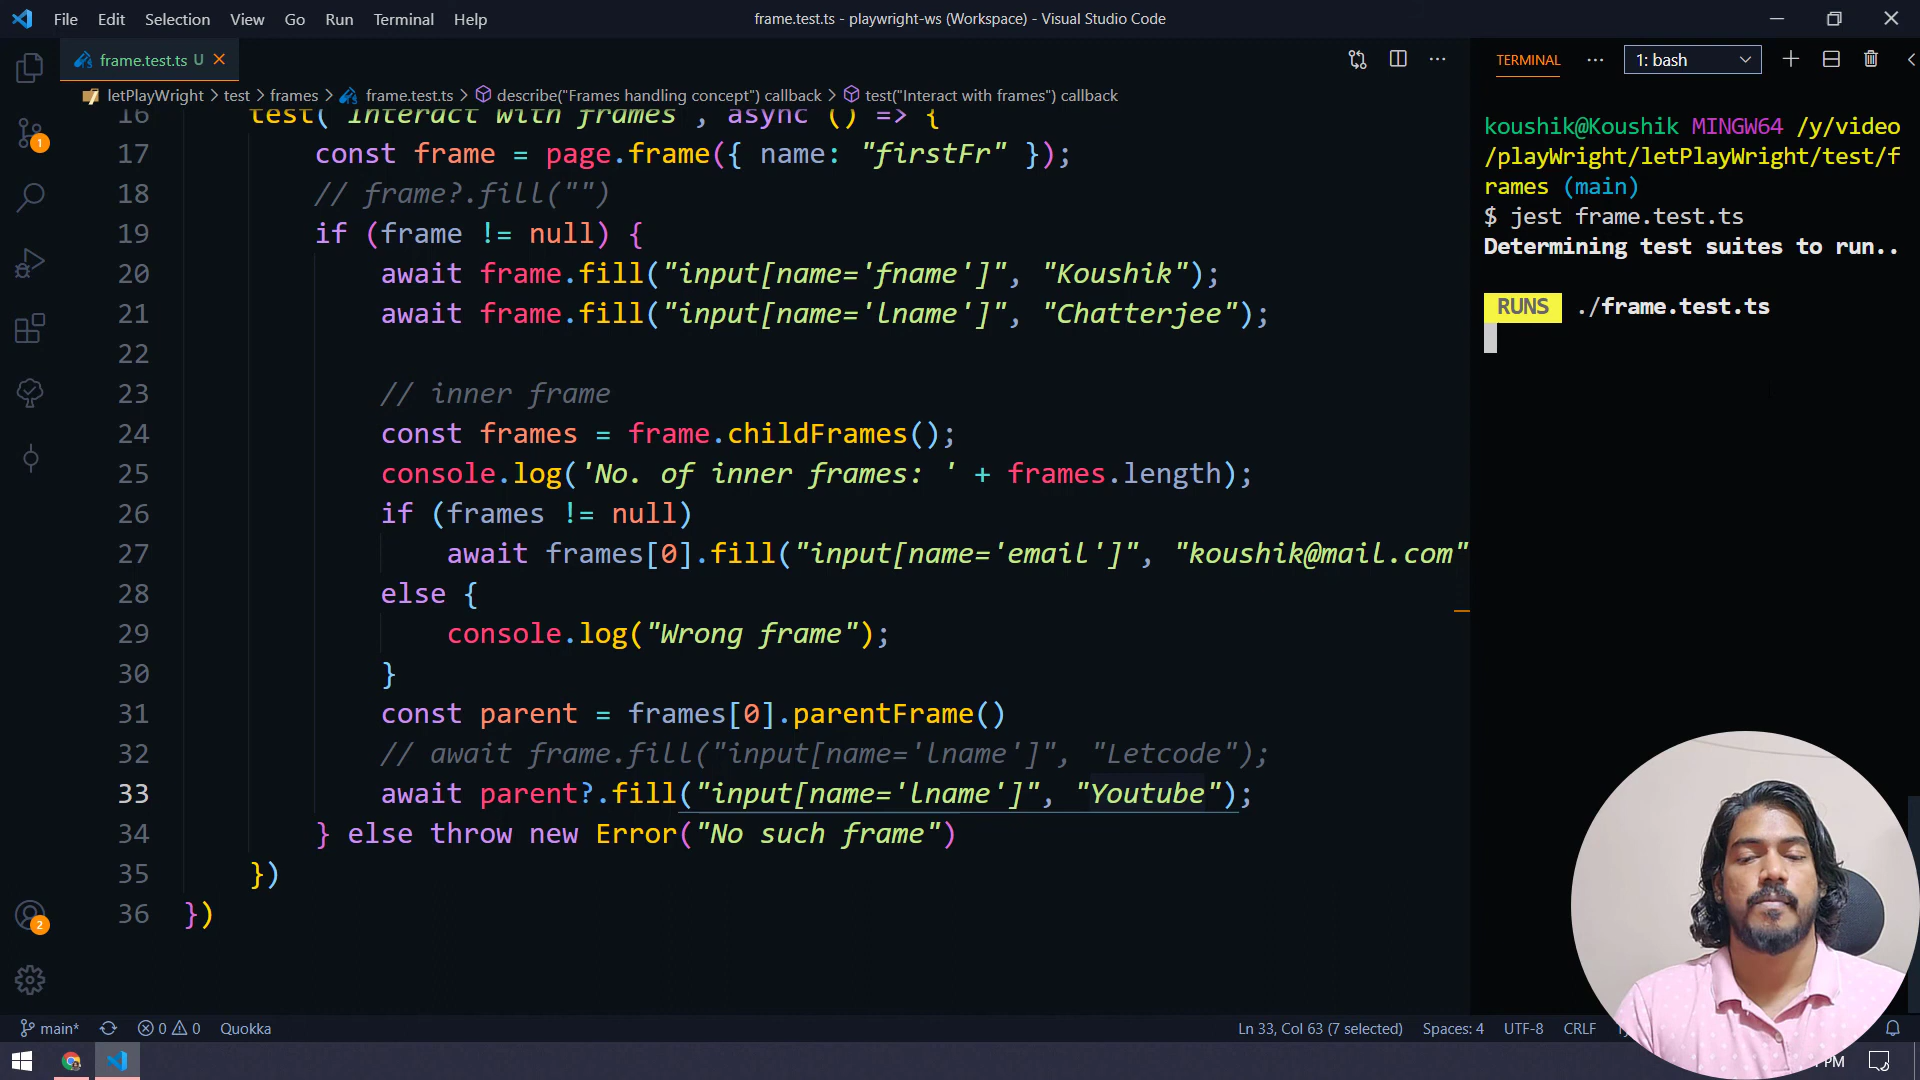 File Edit Selection View Go Run Terminal Help
frame.test.ts - playwright-ws (Workspace) - Visual Studio Code
frame.test.ts U
letPlayWright > test > frames > frame.test.ts > describe("Frames handling concept") callback > test("Interact with frames") callback
16 test("Interact with frames", async () => {
17 const frame = page.frame({ name: "firstFr" });
18 // frame?.fill("")
19 if (frame != null) {
20 await frame.fill("input[name='fname']", "Koushik");
21 await frame.fill("input[name='lname']", "Chatterjee");
22
23 // inner frame
24 const frames = frame.childFrames();
25 console.log('No. of inner frames: ' + frames.length);
26 if (frames != null)
27 await frames[0].fill("input[name='email']", "koushik@mail.com"
28 else {
29 console.log("Wrong frame");
30 }
31 const parent = frames[0].parentFrame()
32 // await frame.fill("input[name='lname']", "Letcode");
33 await parent?.fill("input[name='lname']", "Youtube");
34 } else throw new Error("No such frame")
35 })
36 })
TERMINAL 1: bash
koushik@Koushik MINGW64 /y/video
/playWright/letPlayWright/test/f
rames (main)
$ jest frame.test.ts
Determining test suites to run..
RUNS ./frame.test.ts
1
2
main* 0 0 Quokka
Ln 33, Col 63 (7 selected) Spaces: 4 UTF-8 CRLF
PM